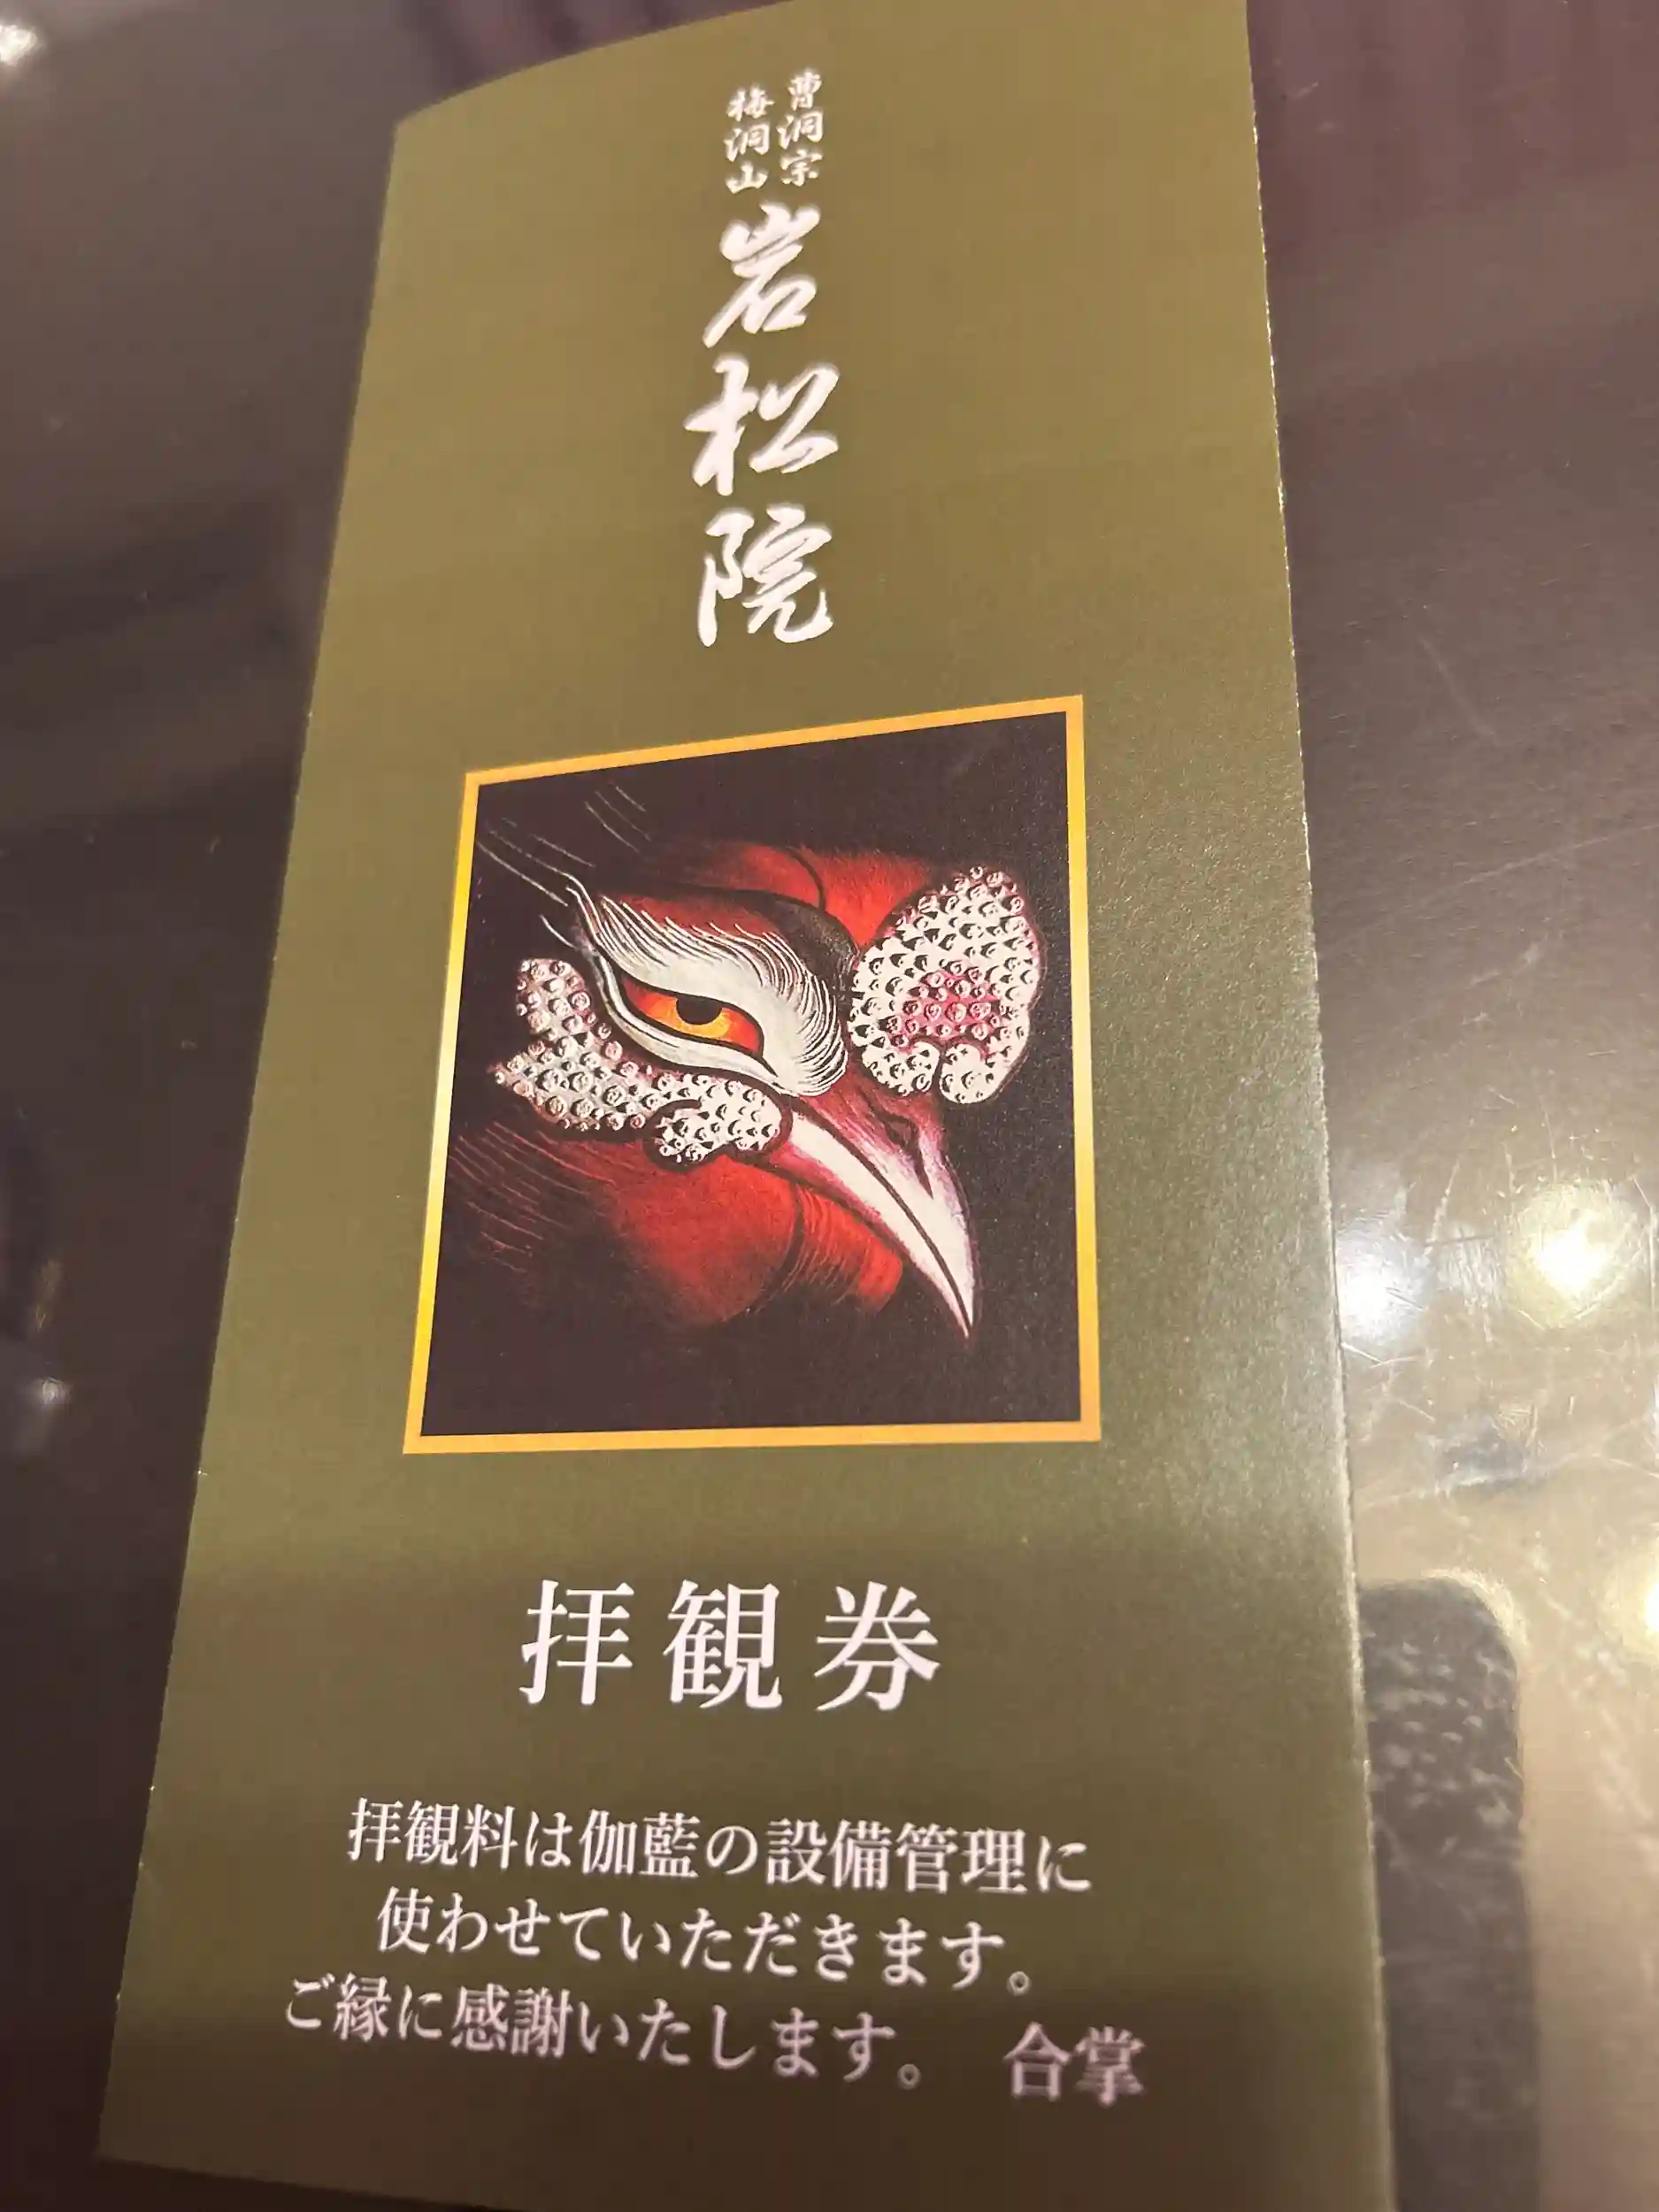 曹洞宗
梅洞山
岩松院
拝観券
拝観料は伽藍の設備管理に
使わせていただきます。
ご縁に感謝いたします。 合掌